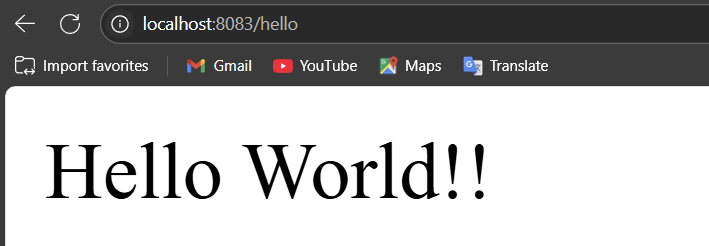 localhost:8083/hello
Import favorites Gmail YouTube Maps Translate
Hello World!!